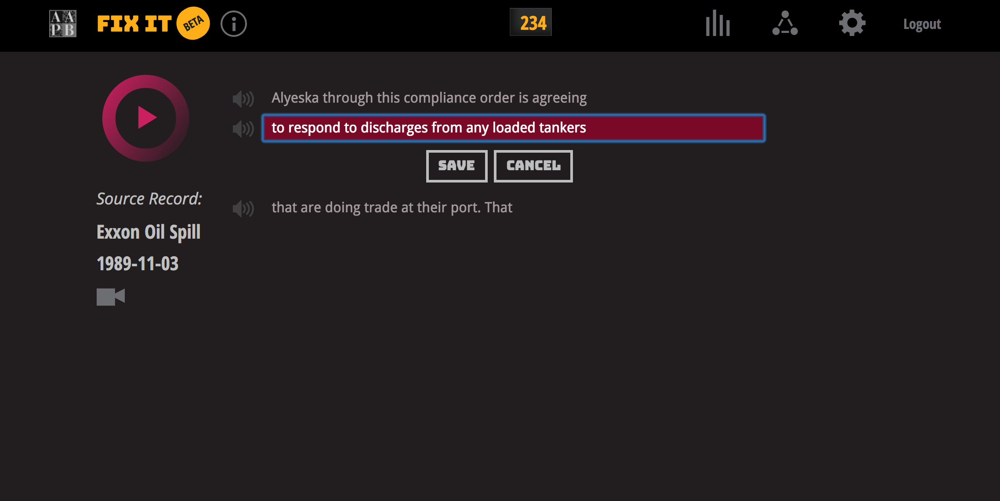 AA
PB
FIX IT
BETA
i
234
Logout
Alyeska through this compliance order is agreeing
to respond to discharges from any loaded tankers
SAVE
CANCEL
Source Record:
that are doing trade at their port. That
Exxon Oil Spill
1989-11-03